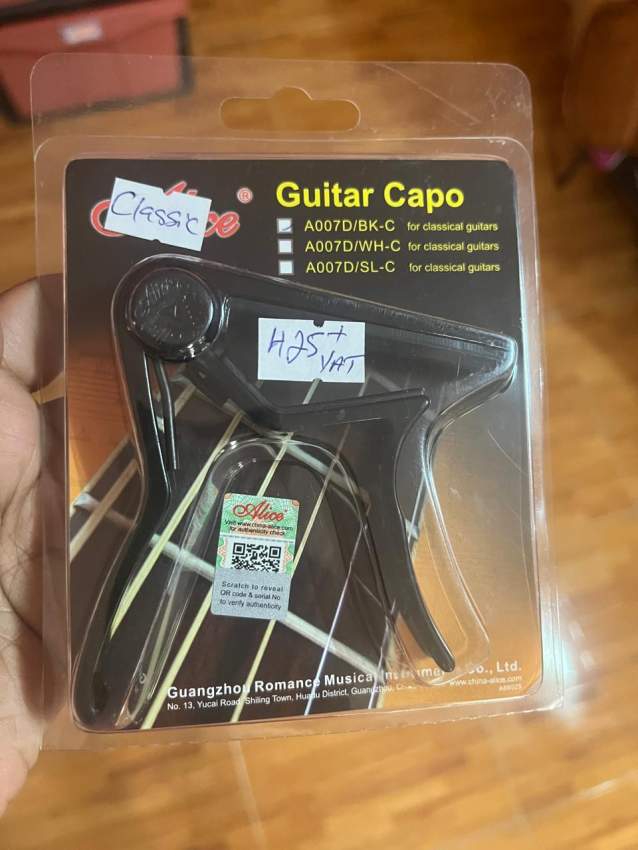 Alice®
Classic
Guitar Capo
A007D/BK-C for classical guitars
A007D/WH-C for classical guitars
A007D/SL-C for classical guitars
+
VAT
Alice®
Visit www.china-alice.com
for authenticity check
Scratch to reveal
QR code & serial No.
to verify authenticity
Guangzhou Romance Musical Instrument Co., Ltd.
No. 13, Yucai Road, Shiling Town, Huadu District, Guangzhou,
www.china-alice.com